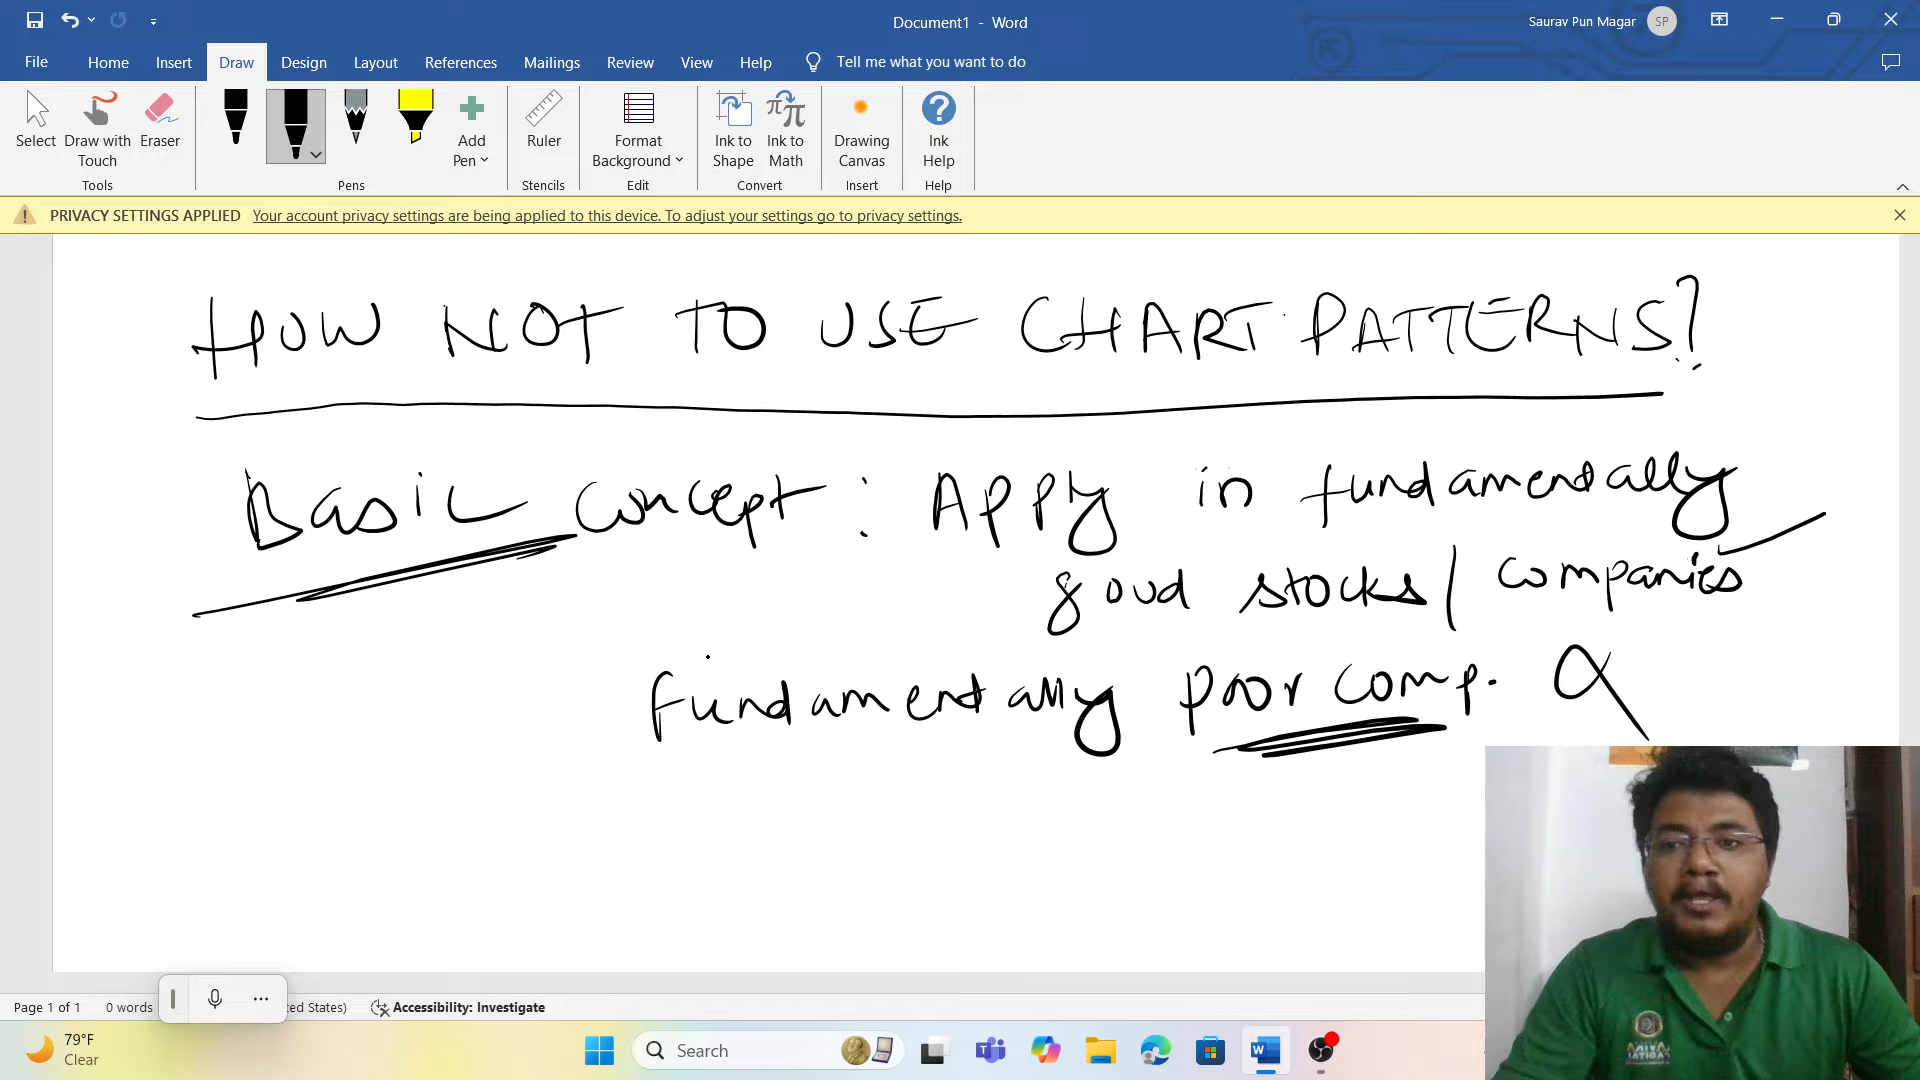 Document1 - Word
Saurav Pun Magar SP
File Home Insert Draw Design Layout References Mailings Review View Help Tell me what you want to do
Select
Draw with Touch
Eraser
Add Pen
Ruler
Format Background
Ink to Shape
Ink to Math
Drawing Canvas
Ink Help
Tools Pens Stencils Edit Convert Insert Help
PRIVACY SETTINGS APPLIED Your account privacy settings are being applied to this device. To adjust your settings go to privacy settings.
HOW NOT TO USE CHART PATTERNS?
Basic concept : Apply in fundamentally
good stocks / companies
Fundamentally poor comp.
Page 1 of 1 0 words ted States) Accessibility: Investigate
79°F
Clear
Search